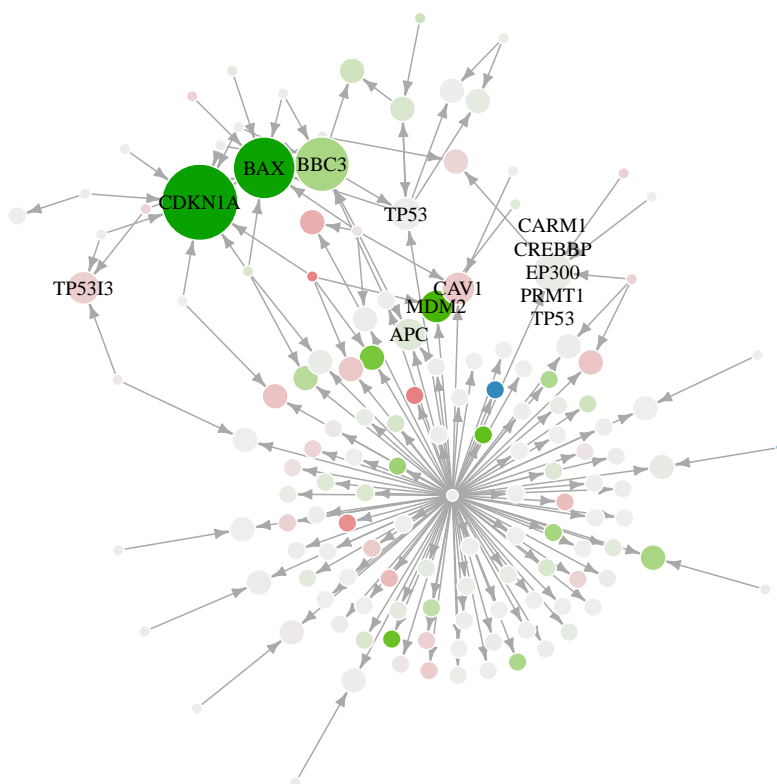 BAX
BBC3
CDKN1A
TP53
CARM1
CREBBP
EP300
PRMT1
TP53
TP53I3
CAV1
MDM2
APC